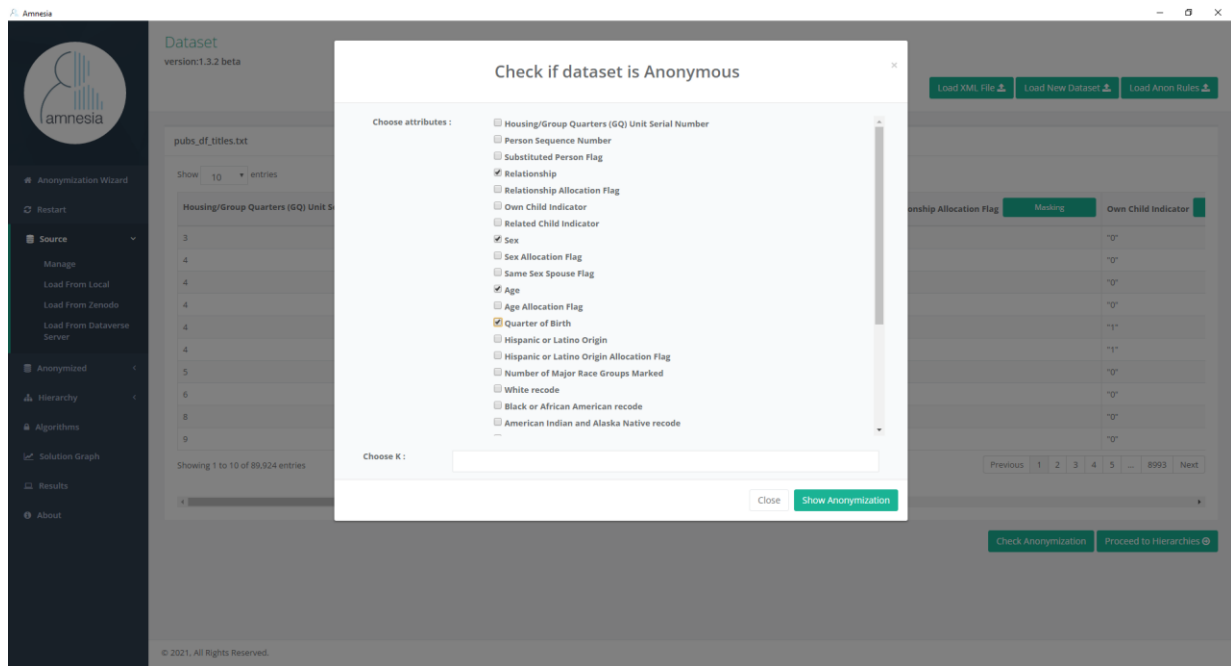 Amnesia
Dataset
version:1.3.2 beta
Load XML File
Load New Dataset
Load Anon Rules
amnesia
Anonymization Wizard
Restart
Source
Manage
Load From Local
Load From Zenodo
Load From Dataverse
Server
Anonymized
Hierarchy
Algorithms
Solution Graph
Results
About
pubs_df_titles.txt
Show 10 entries
Housing/Group Quarters (GQ) Unit S
onship Allocation Flag Masking Own Child Indicator
3 "0"
4 "0"
4 "0"
4 "0"
4 "1"
4 "1"
5 "0"
6 "0"
8 "0"
9 "0"
Showing 1 to 10 of 89,924 entries
Previous 1 2 3 4 5 ... 8993 Next
Check if dataset is Anonymous
×
Choose attributes :
Housing/Group Quarters (GQ) Unit Serial Number
Person Sequence Number
Substituted Person Flag
Relationship
Relationship Allocation Flag
Own Child Indicator
Related Child Indicator
Sex
Sex Allocation Flag
Same Sex Spouse Flag
Age
Age Allocation Flag
Quarter of Birth
Hispanic or Latino Origin
Hispanic or Latino Origin Allocation Flag
Number of Major Race Groups Marked
White recode
Black or African American recode
American Indian and Alaska Native recode
Choose K :
Close
Show Anonymization
Check Anonymization
Proceed to Hierarchies
© 2021, All Rights Reserved.